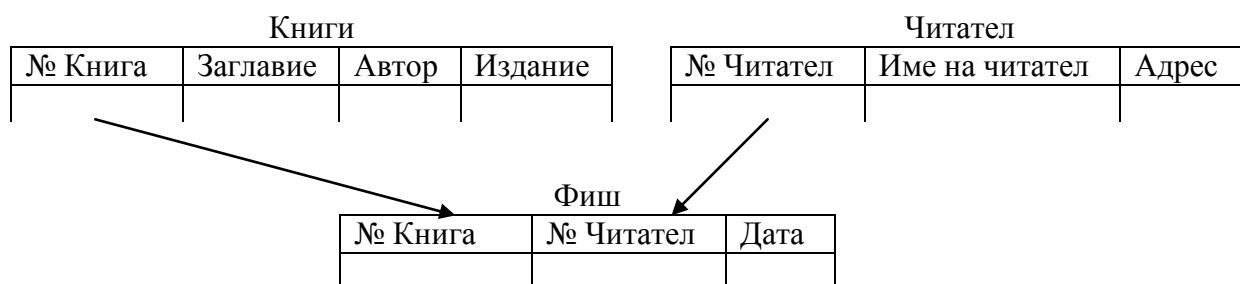 Книги Читател
№ Книга Заглавие Автор Издание № Читател Име на читател Адрес
Фиш
№ Книга № Читател Дата